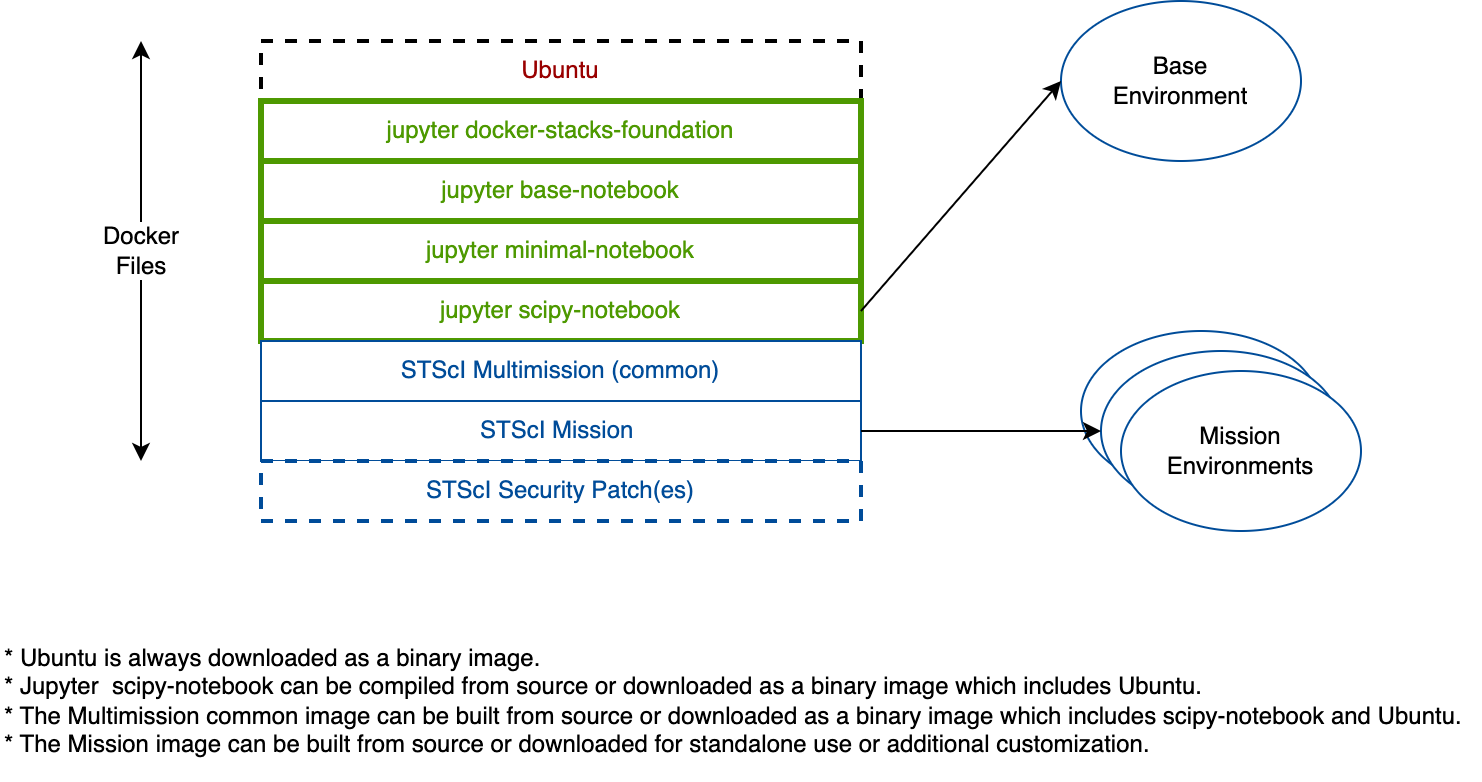 Ubuntu
jupyter docker-stacks-foundation
jupyter base-notebook
jupyter minimal-notebook
jupyter scipy-notebook
STScI Multimission (common)
STScI Mission
STScI Security Patch(es)
Docker
Files
Base
Environment
Mission
Environments
* Ubuntu is always downloaded as a binary image.
* Jupyter  scipy-notebook can be compiled from source or downloaded as a binary image which includes Ubuntu.
* The Multimission common image can be built from source or downloaded as a binary image which includes scipy-notebook and Ubuntu.
* The Mission image can be built from source or downloaded for standalone use or additional customization.